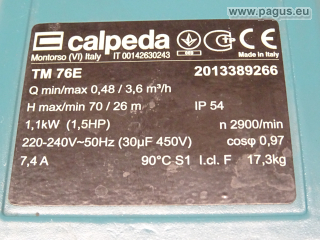 www.pagus.eu
calpeda
Montorso (VI) Italy IT 00142630243
TM 76E 2013389266
Q min/max 0,48 / 3,6 m³/h
H max/min 70 / 26 m IP 54
1,1kW (1,5HP) n 2900/min
220-240V~50Hz (30µF 450V) cosφ 0,97
7,4 A 90°C S1 I.cl. F 17,3kg